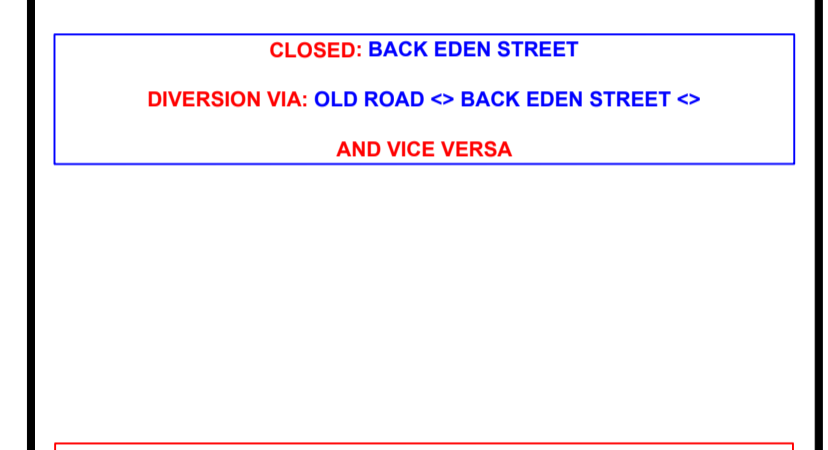 CLOSED: BACK EDEN STREET
DIVERSION VIA: OLD ROAD <> BACK EDEN STREET <>
AND VICE VERSA